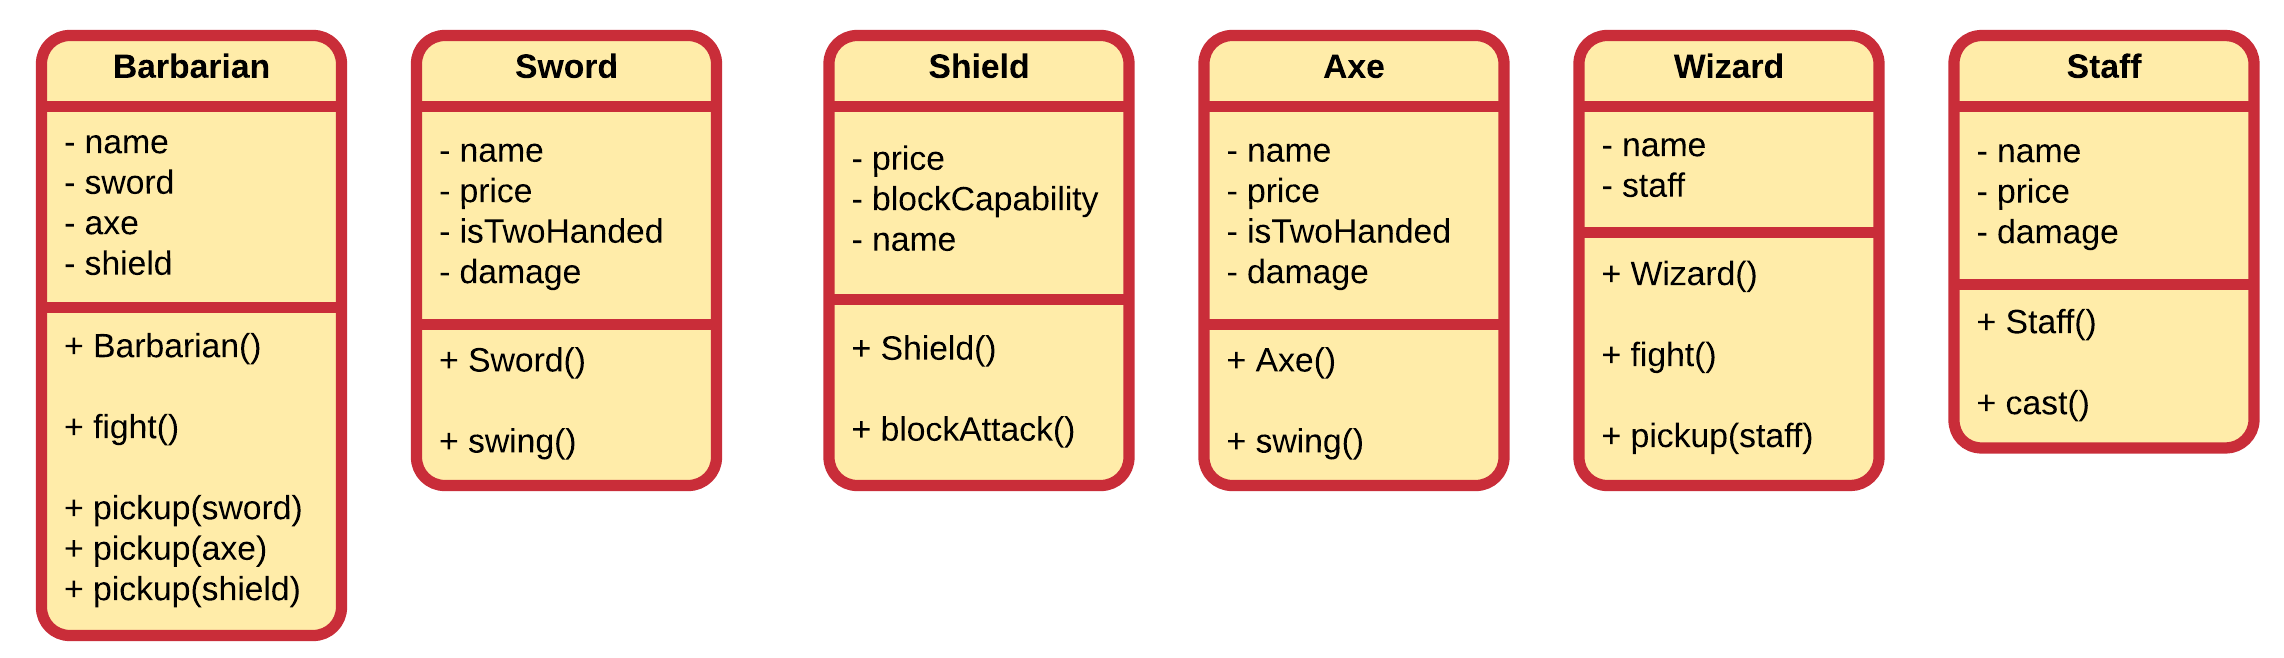 Barbarian
- name
- sword
- axe
- shield
+ Barbarian()
+ fight()
+ pickup(sword)
+ pickup(axe)
+ pickup(shield)
Sword
- name
- price
- isTwoHanded
- damage
+ Sword()
+ swing()
Shield
- price
- blockCapability
- name
+ Shield()
+ blockAttack()
Axe
- name
- price
- isTwoHanded
- damage
+ Axe()
+ swing()
Wizard
- name
- staff
+ Wizard()
+ fight()
+ pickup(staff)
Staff
- name
- price
- damage
+ Staff()
+ cast()